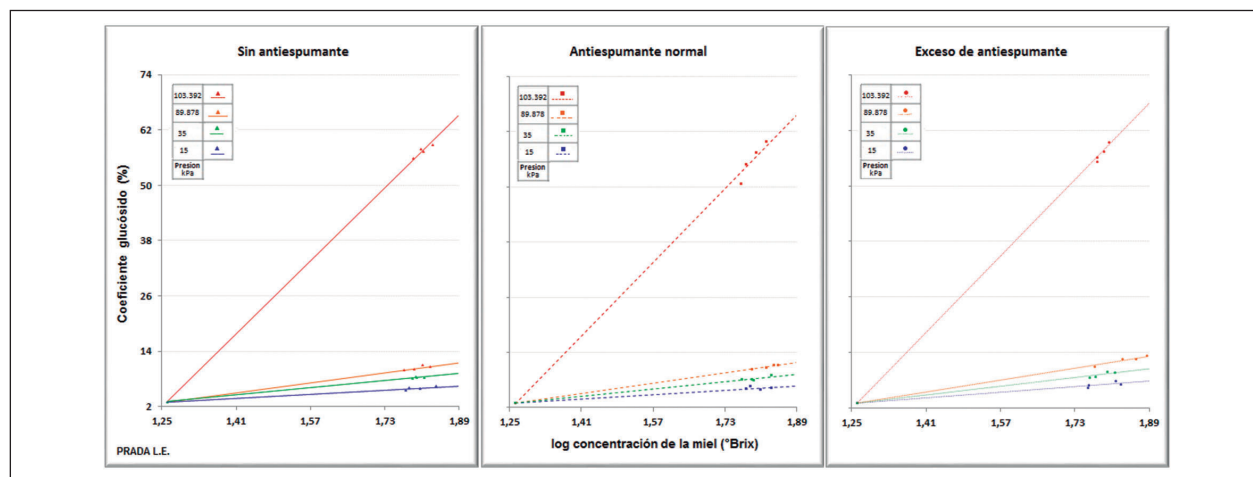 Sin antiespumante
Antiespumante normal
Exceso de antiespumante
Coeficiente glucósido (%)
74
62
50
38
26
14
2
103.392
89.878
35
15
Presion kPa
103.392
89.878
35
15
Presion kPa
103.392
89.878
35
15
Presion kPa
1,25 1,41 1,57 1,73 1,89
1,25 1,41 1,57 1,73 1,89
1,25 1,41 1,57 1,73 1,89
PRADA L.E.
log concentración de la miel (°Brix)